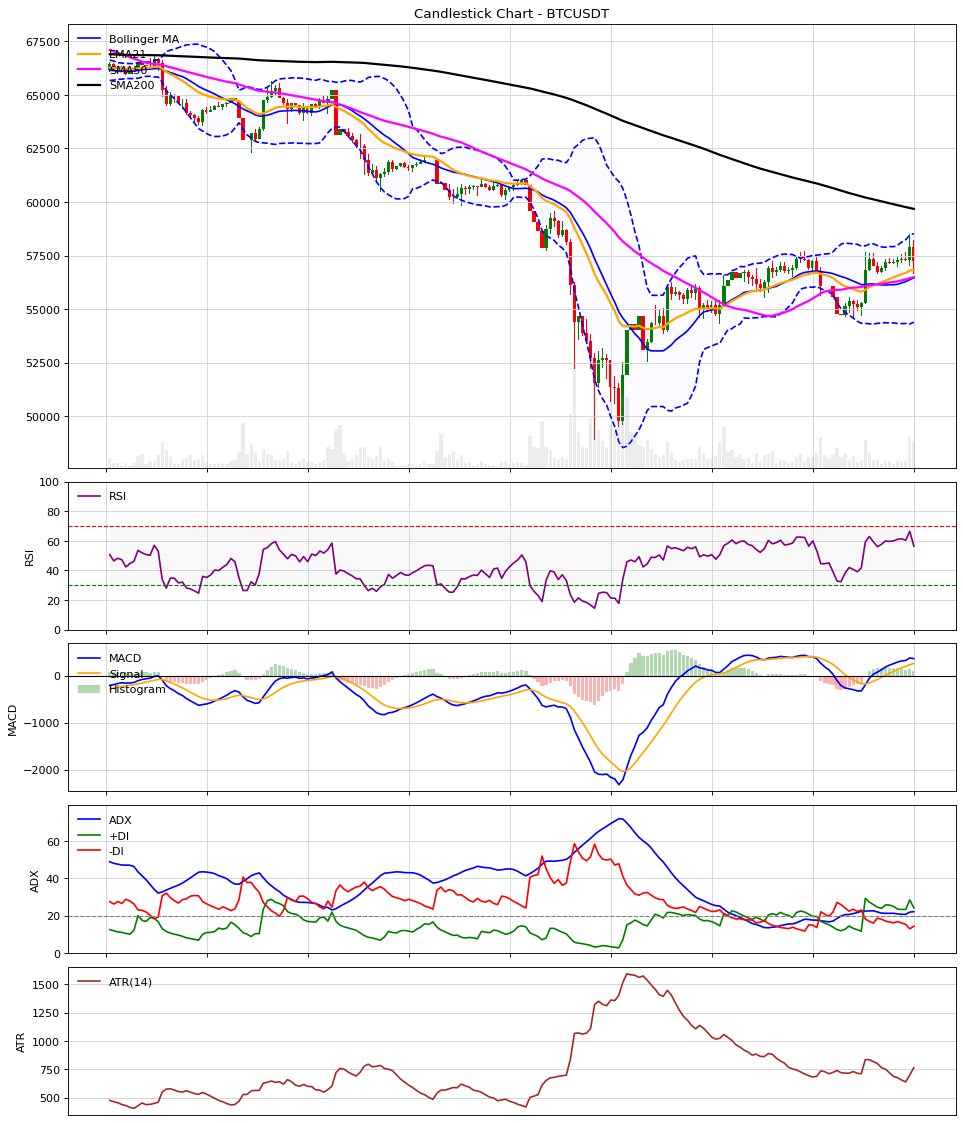 Candlestick Chart - BTCUSDT
67500
65000
62500
60000
57500
55000
52500
50000
Bollinger MA
EMA21
SMA50
SMA200
100
80
60
40
20
0
RSI
RSI
0
−1000
−2000
MACD
MACD
Signal
Histogram
60
40
20
0
ADX
ADX
+DI
-DI
1500
1250
1000
750
500
ATR
ATR(14)